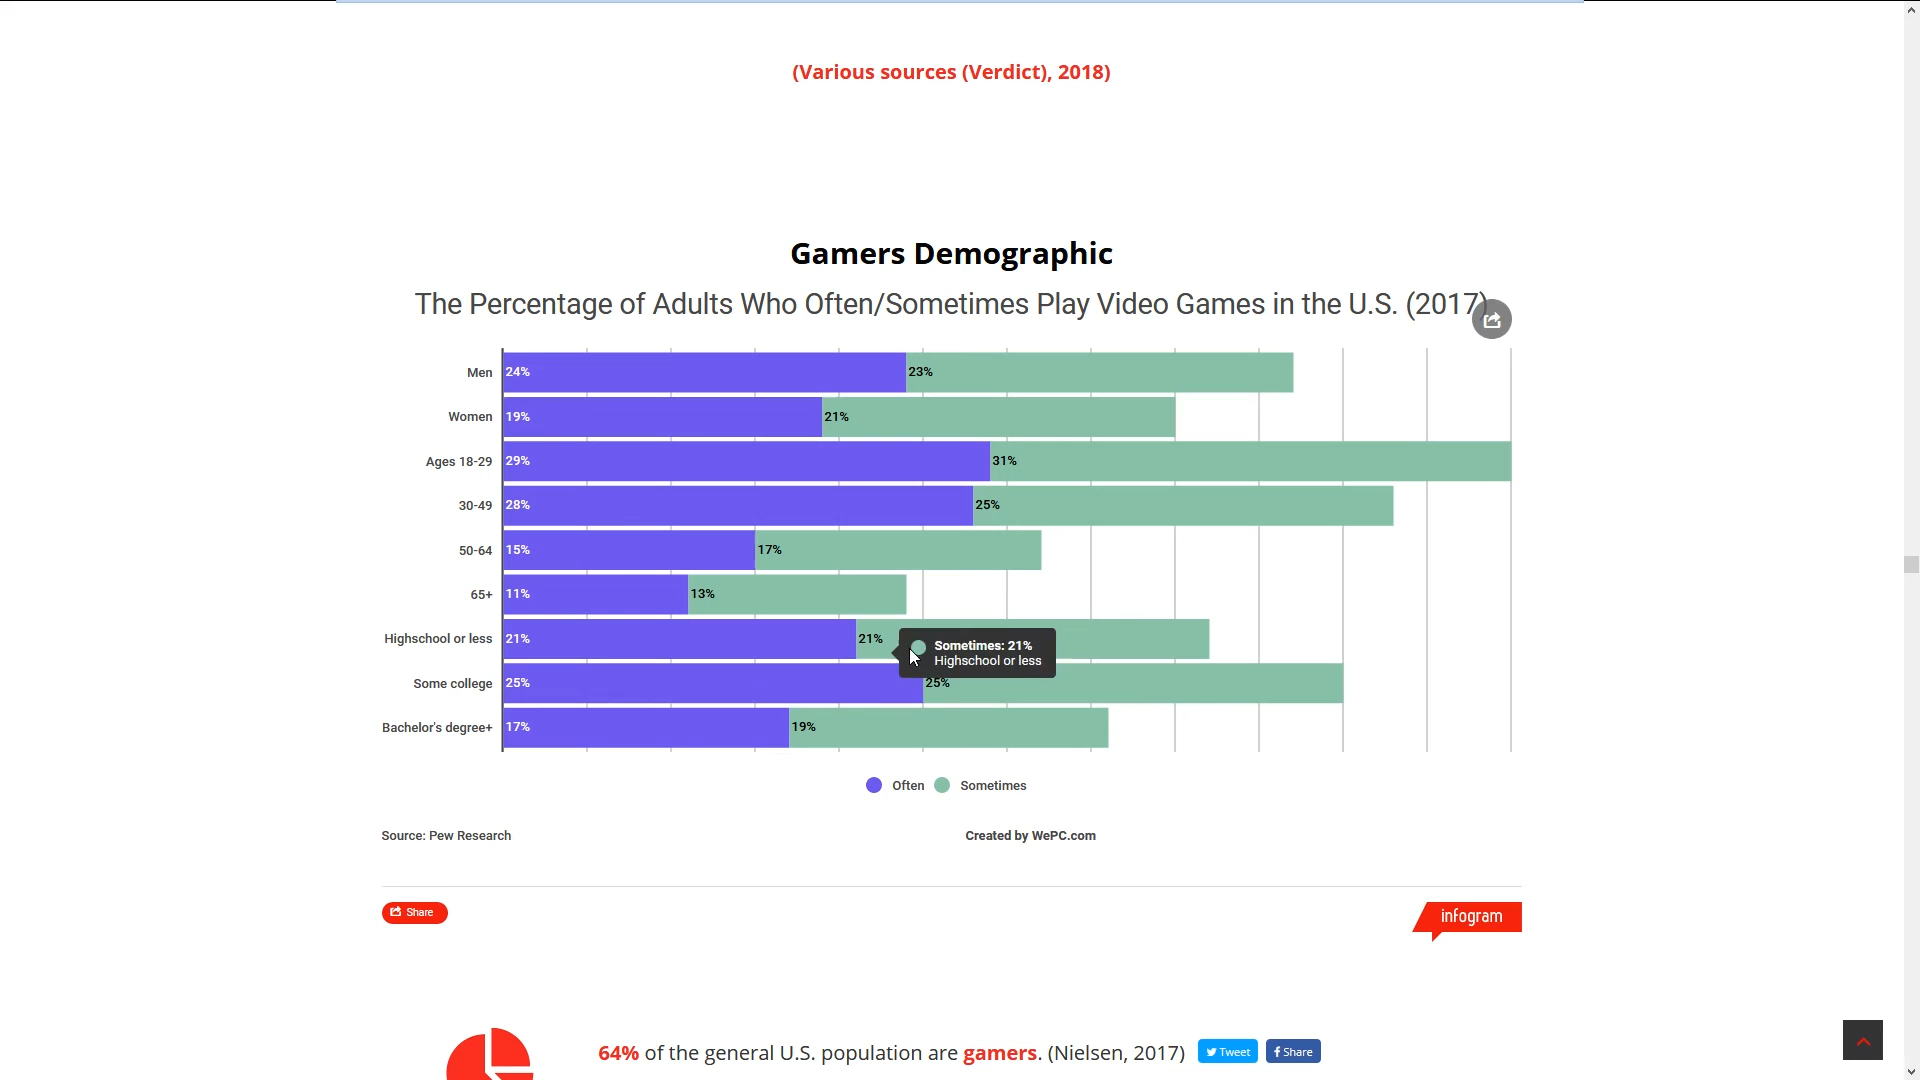 (Various sources (Verdict), 2018)
Gamers Demographic
The Percentage of Adults Who Often/Sometimes Play Video Games in the U.S. (2017)
Men 24% 23%
Women 19% 21%
Ages 18-29 29% 31%
30-49 28% 25%
50-64 15% 17%
65+ 11% 13%
Highschool or less 21% 21%
Sometimes: 21%
Highschool or less
Some college 25% 25%
Bachelor's degree+ 17% 19%
Often Sometimes
Source: Pew Research Created by WePC.com
Share infogram
64% of the general U.S. population are gamers. (Nielsen, 2017) Tweet Share